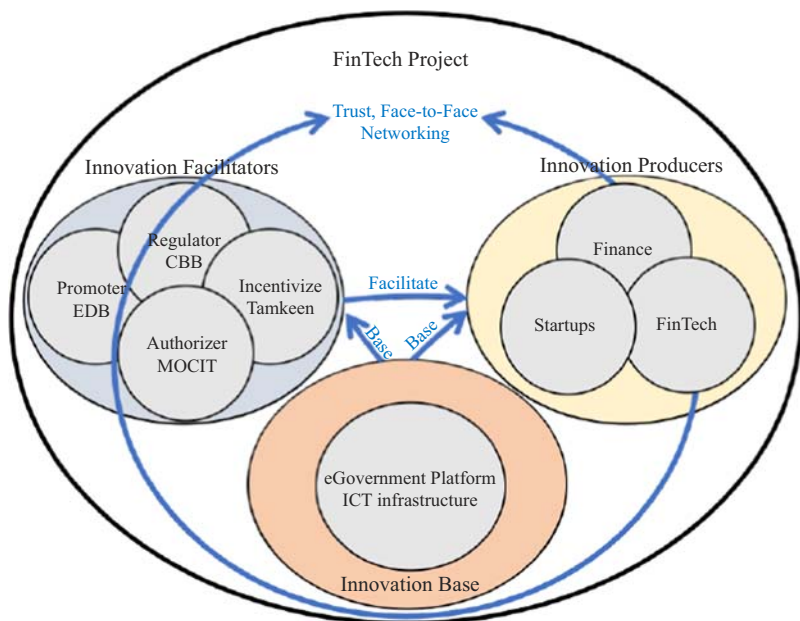 FinTech Project
Trust, Face-to-Face
Networking
Innovation Facilitators
Innovation Producers
Regulator
CBB
Promoter
EDB
Incentivize
Tamkeen
Authorizer
MOCIT
Facilitate
Base
Base
Finance
Startups
FinTech
eGovernment Platform
ICT infrastructure
Innovation Base